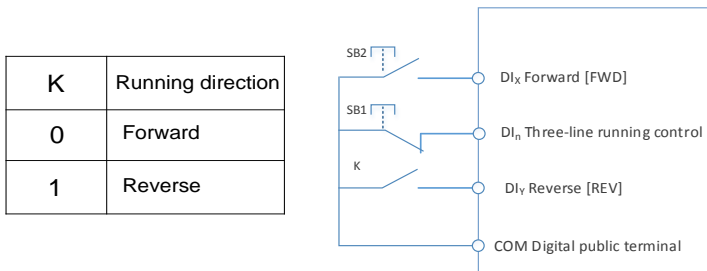 K Running direction
0 Forward
1 Reverse
SB2
DIX Forward [FWD]
SB1
DIn Three-line running control
K
DIY Reverse [REV]
COM Digital public terminal